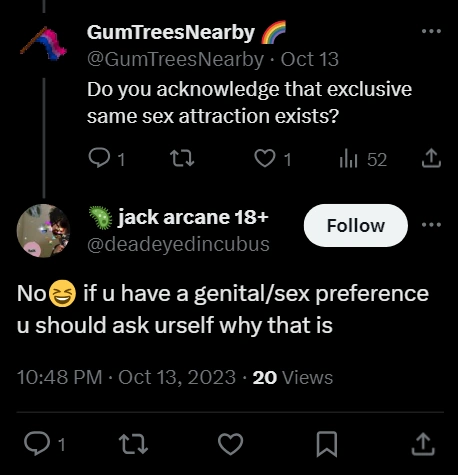 GumTreesNearby 🌈
@GumTreesNearby · Oct 13
Do you acknowledge that exclusive
same sex attraction exists?
1 1 52
🦠 jack arcane 18+
Follow
@deadeyedincubus
No😆 if u have a genital/sex preference
u should ask urself why that is
10:48 PM · Oct 13, 2023 · 20 Views
1